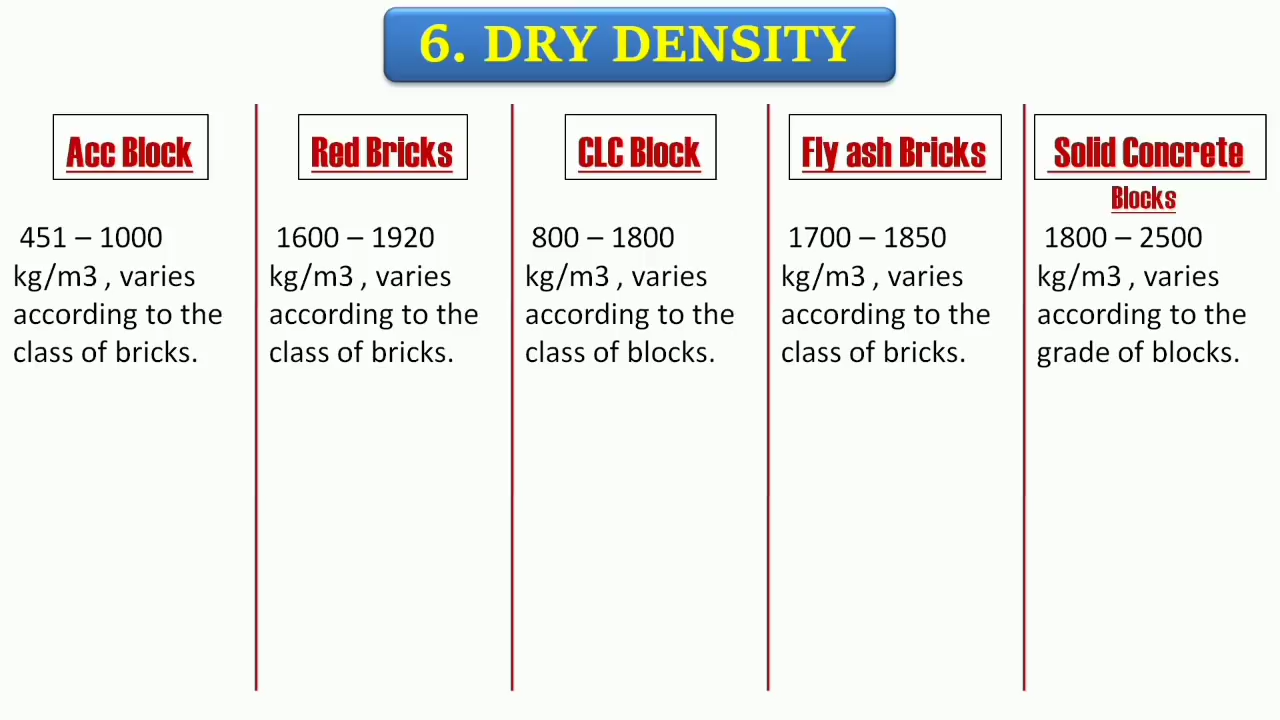 6. DRY DENSITY
Acc Block
451 – 1000
kg/m3 , varies
according to the
class of bricks.
Red Bricks
1600 – 1920
kg/m3 , varies
according to the
class of bricks.
CLC Block
800 – 1800
kg/m3 , varies
according to the
class of blocks.
Fly ash Bricks
1700 – 1850
kg/m3 , varies
according to the
class of bricks.
Solid Concrete
Blocks
1800 – 2500
kg/m3 , varies
according to the
grade of blocks.